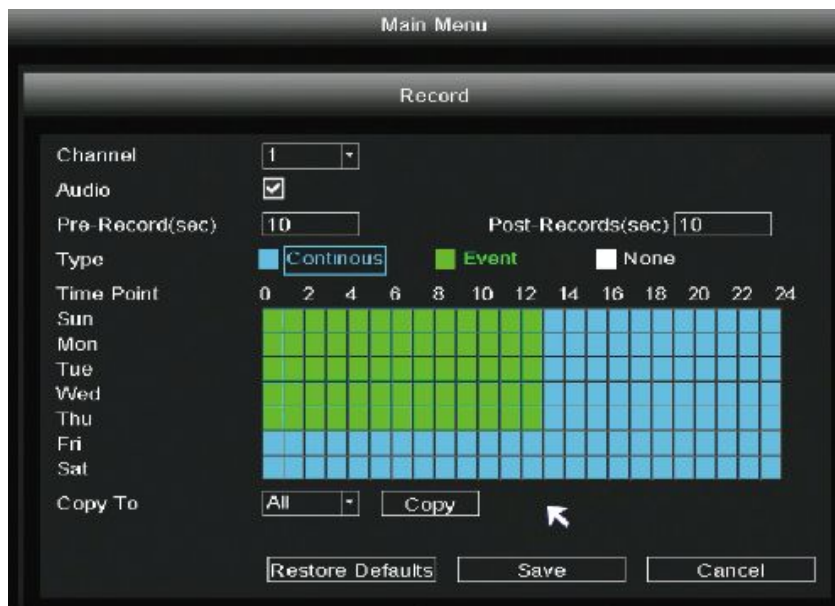 Main Menu
Record
Channel 1
Audio
Pre-Record(sec) 10 Post-Records(sec) 10
Type Continous Event None
Time Point 0 2 4 6 8 10 12 14 16 18 20 22 24
Sun
Mon
Tue
Wed
Thu
Fri
Sat
Copy To All Copy
Restore Defaults Save Cancel